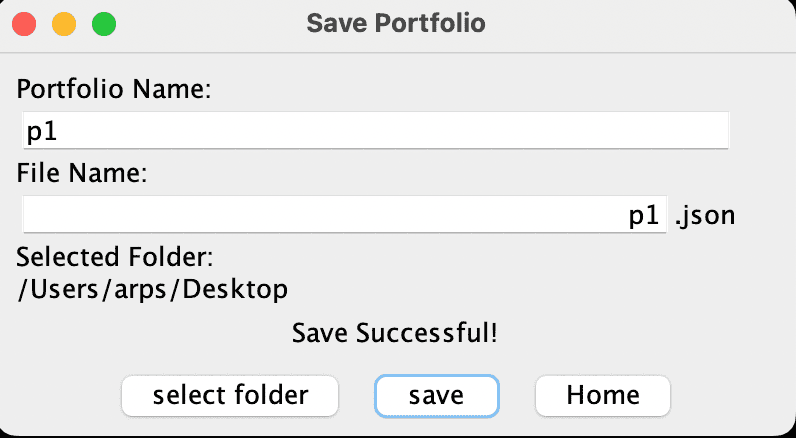 Save Portfolio
Portfolio Name:
p1
File Name:
p1 .json
Selected Folder:
/Users/arps/Desktop
Save Successful!
select folder save Home